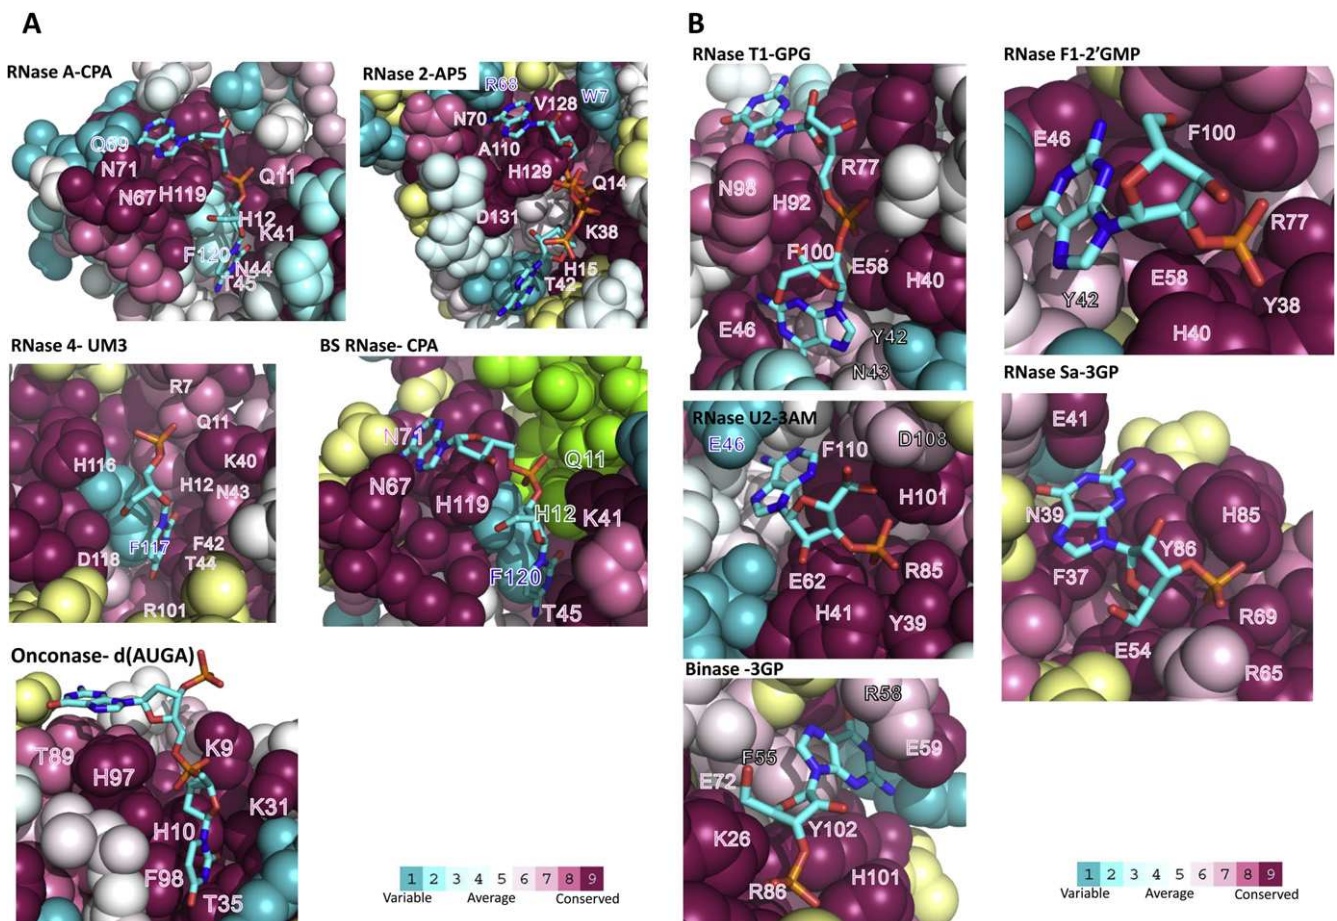 A
RNase A-CPA
Q69
N71
N67
H119
Q11
H12
K41
F120
N44
T45
RNase 2-AP5
R68
W7
V128
N70
A110
H129
Q14
D131
K38
H15
T42
RNase 4- UM3
R7
Q11
H116
K40
H12
N43
F117
F42
D118
T44
R101
BS RNase- CPA
N71
Q11
N67
H119
H12
K41
F120
T45
Onconase- d(AUGA)
T89
K9
H97
K31
H10
F98
T35
1 2 3 4 5 6 7 8 9
Variable Average Conserved
B
RNase T1-GPG
R77
N98
H92
F100
E58
H40
E46
Y42
N43
RNase F1-2'GMP
E46
F100
R77
E58
Y42
Y38
H40
RNase U2-3AM
E46
F110
D108
H101
E62
R85
H41
Y39
RNase Sa-3GP
E41
N39
H85
Y86
F37
R69
E54
R65
Binase -3GP
R58
E59
F55
E72
Y102
K26
R86
H101
1 2 3 4 5 6 7 8 9
Variable Average Conserved